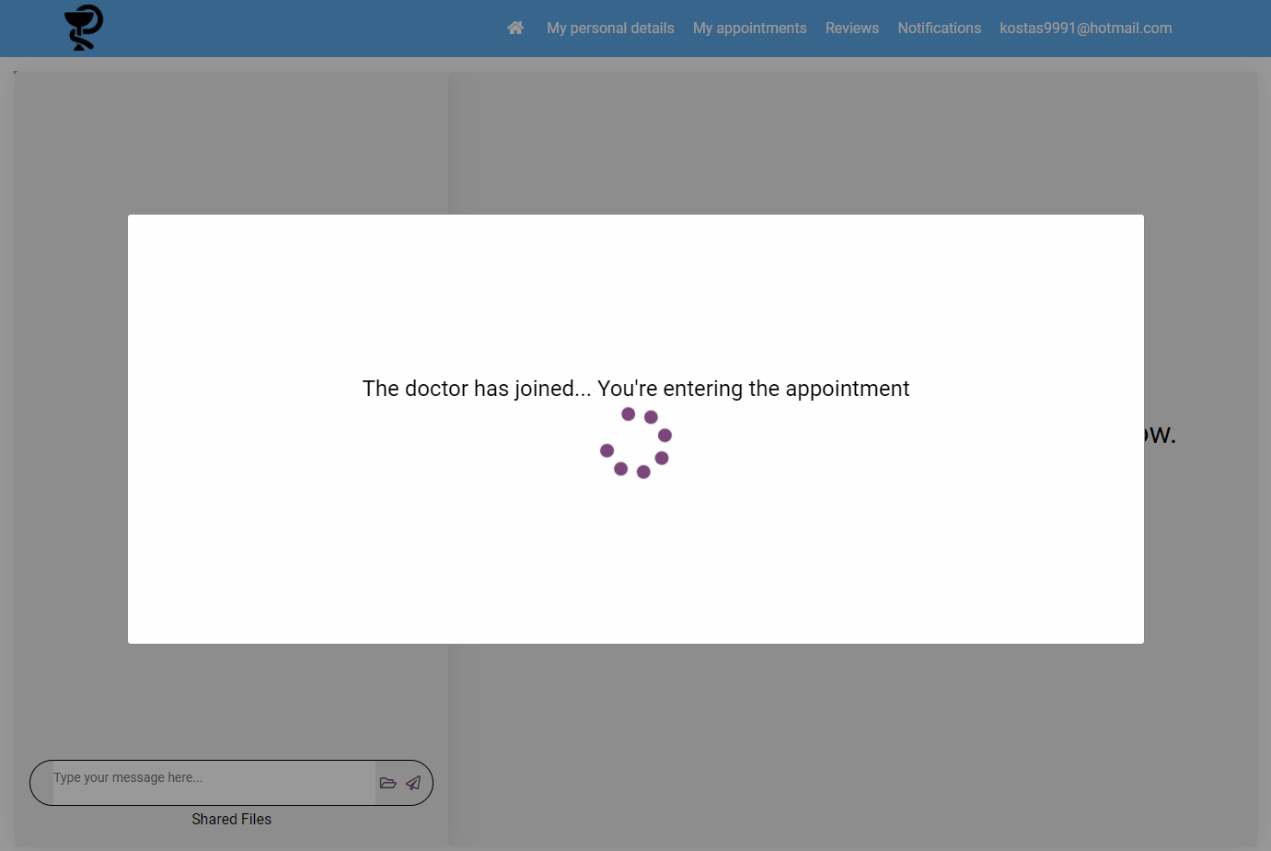 My personal details My appointments Reviews Notifications kostas9991@hotmail.com
The doctor has joined... You're entering the appointment
Type your message here...
Shared Files